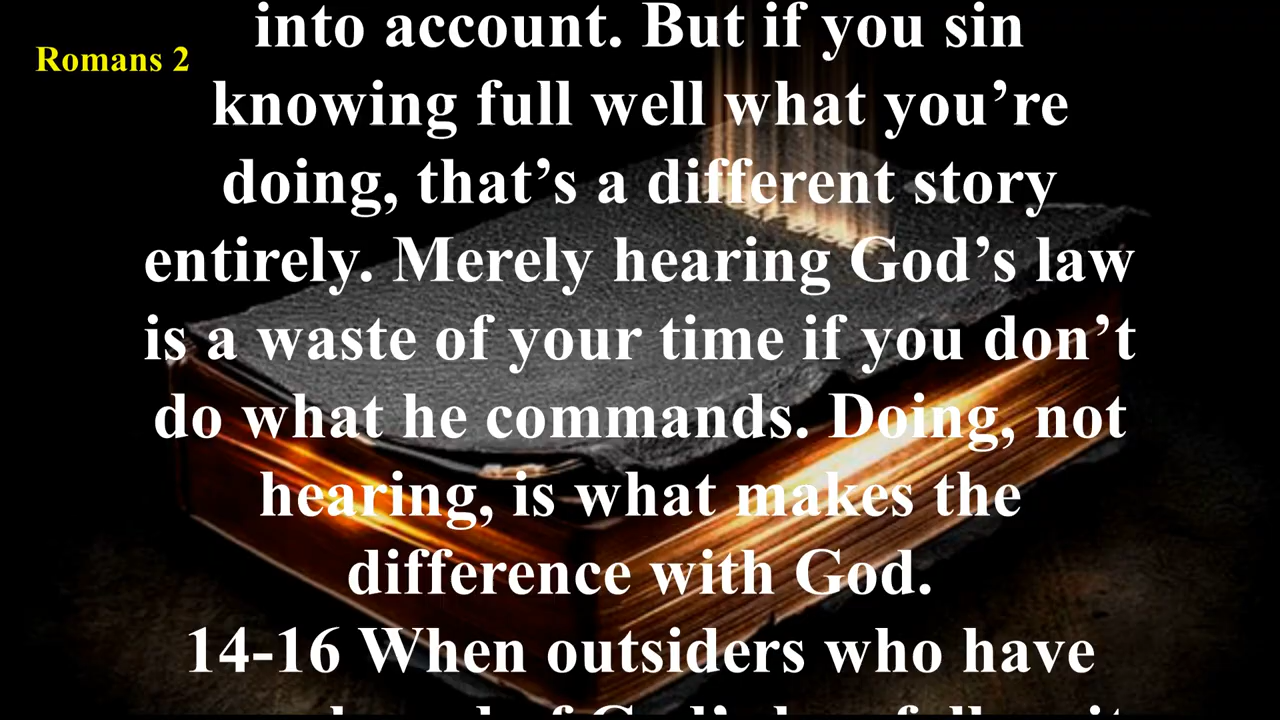 into account. But if you sin
Romans 2
knowing full well what you’re
doing, that’s a different story
entirely. Merely hearing God’s law
is a waste of your time if you don’t
do what he commands. Doing, not
hearing, is what makes the
difference with God.
14-16 When outsiders who have